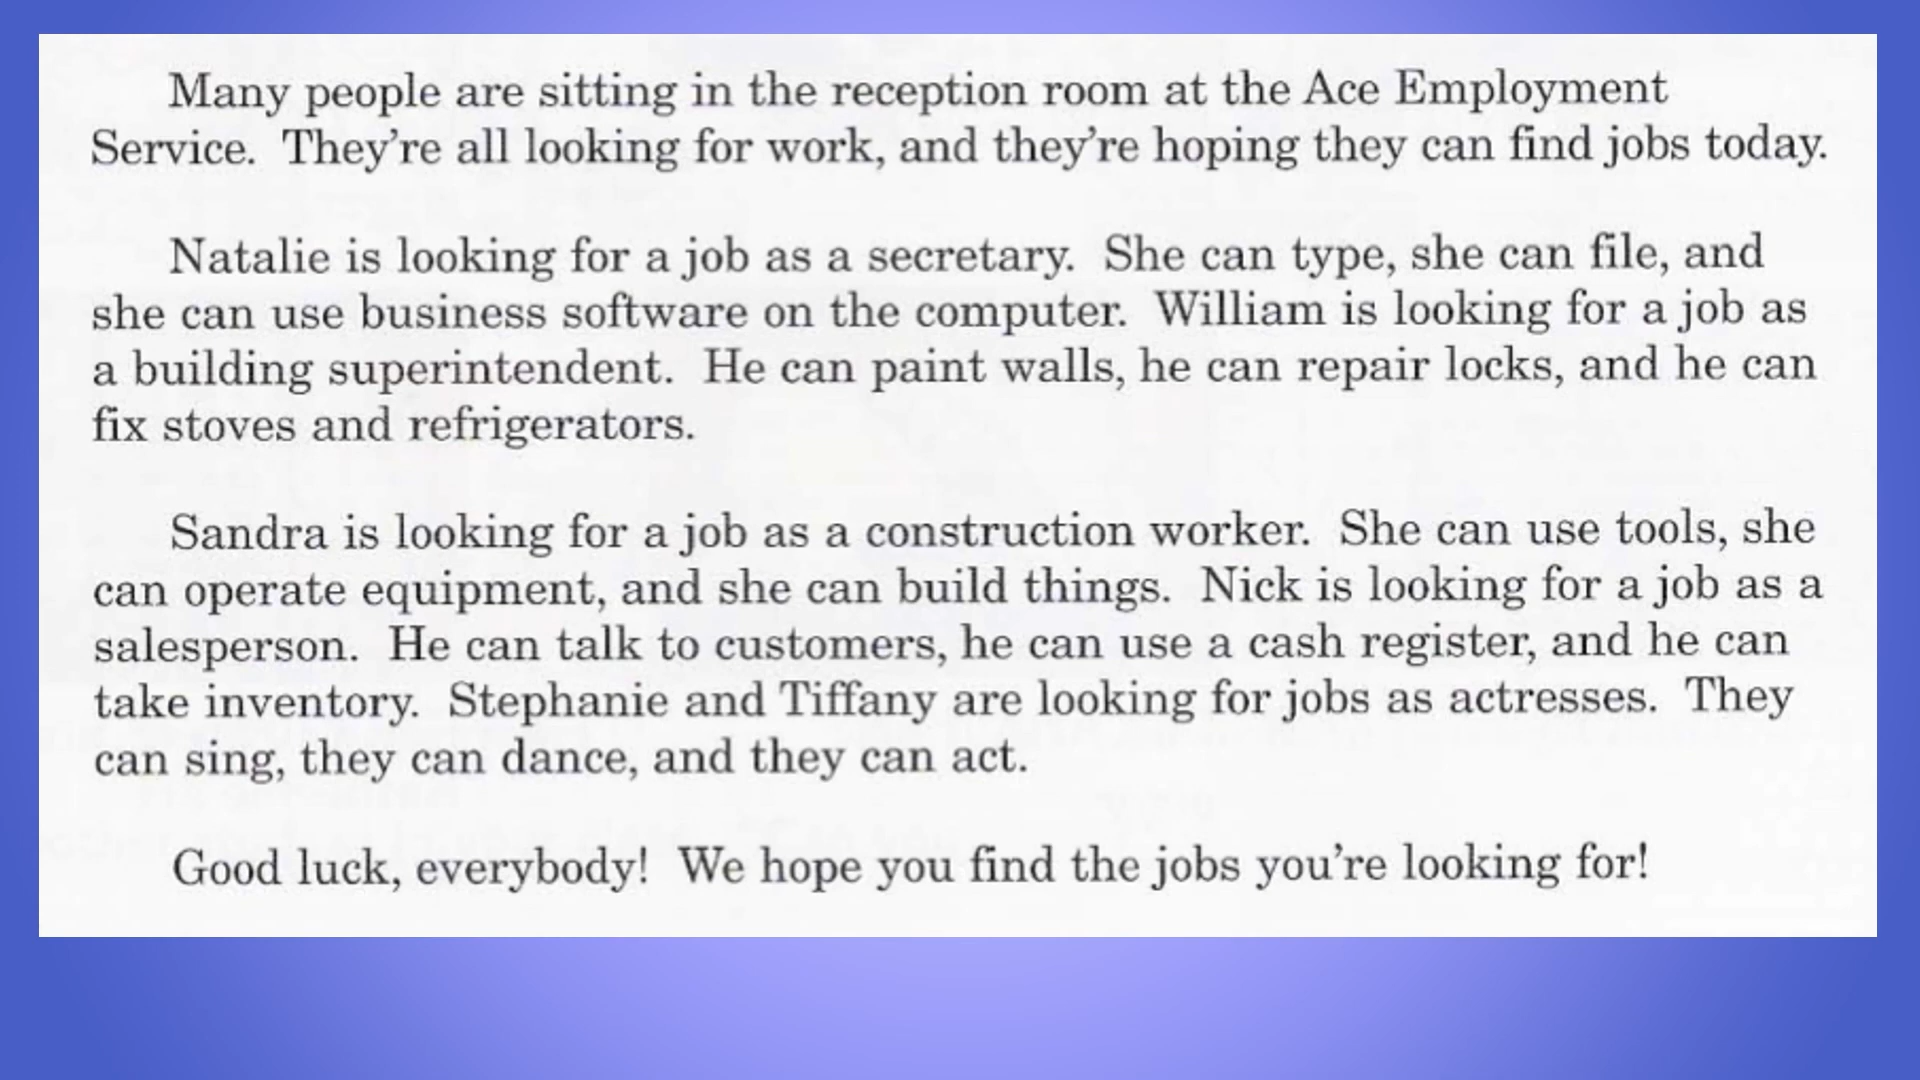 Many people are sitting in the reception room at the Ace Employment
Service. They're all looking for work, and they're hoping they can find jobs today.
Natalie is looking for a job as a secretary. She can type, she can file, and
she can use business software on the computer. William is looking for a job as
a building superintendent. He can paint walls, he can repair locks, and he can
fix stoves and refrigerators.
Sandra is looking for a job as a construction worker. She can use tools, she
can operate equipment, and she can build things. Nick is looking for a job as a
salesperson. He can talk to customers, he can use a cash register, and he can
take inventory. Stephanie and Tiffany are looking for jobs as actresses. They
can sing, they can dance, and they can act.
Good luck, everybody! We hope you find the jobs you're looking for!